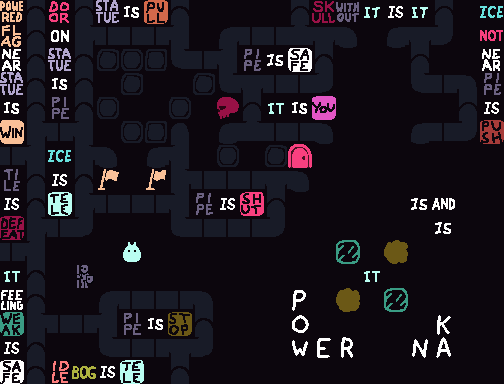 POWERED FLAG NEAR STATUE IS WIN
TILE IS DEFEAT
IT FEELING WEAK IS SAFE
DOOR ON STATUE IS PIPE
ICE IS TELE
STATUE IS PULL
SKULL WITHOUT IT IS IT
PIPE IS SAFE
IT IS YOU
ICE NOT NEAR PIPE IS PUSH
PIPE IS SHUT
IS AND
IS
IT
PIPE IS STOP
P
O K
WER NA
IDLE BOG IS TELE